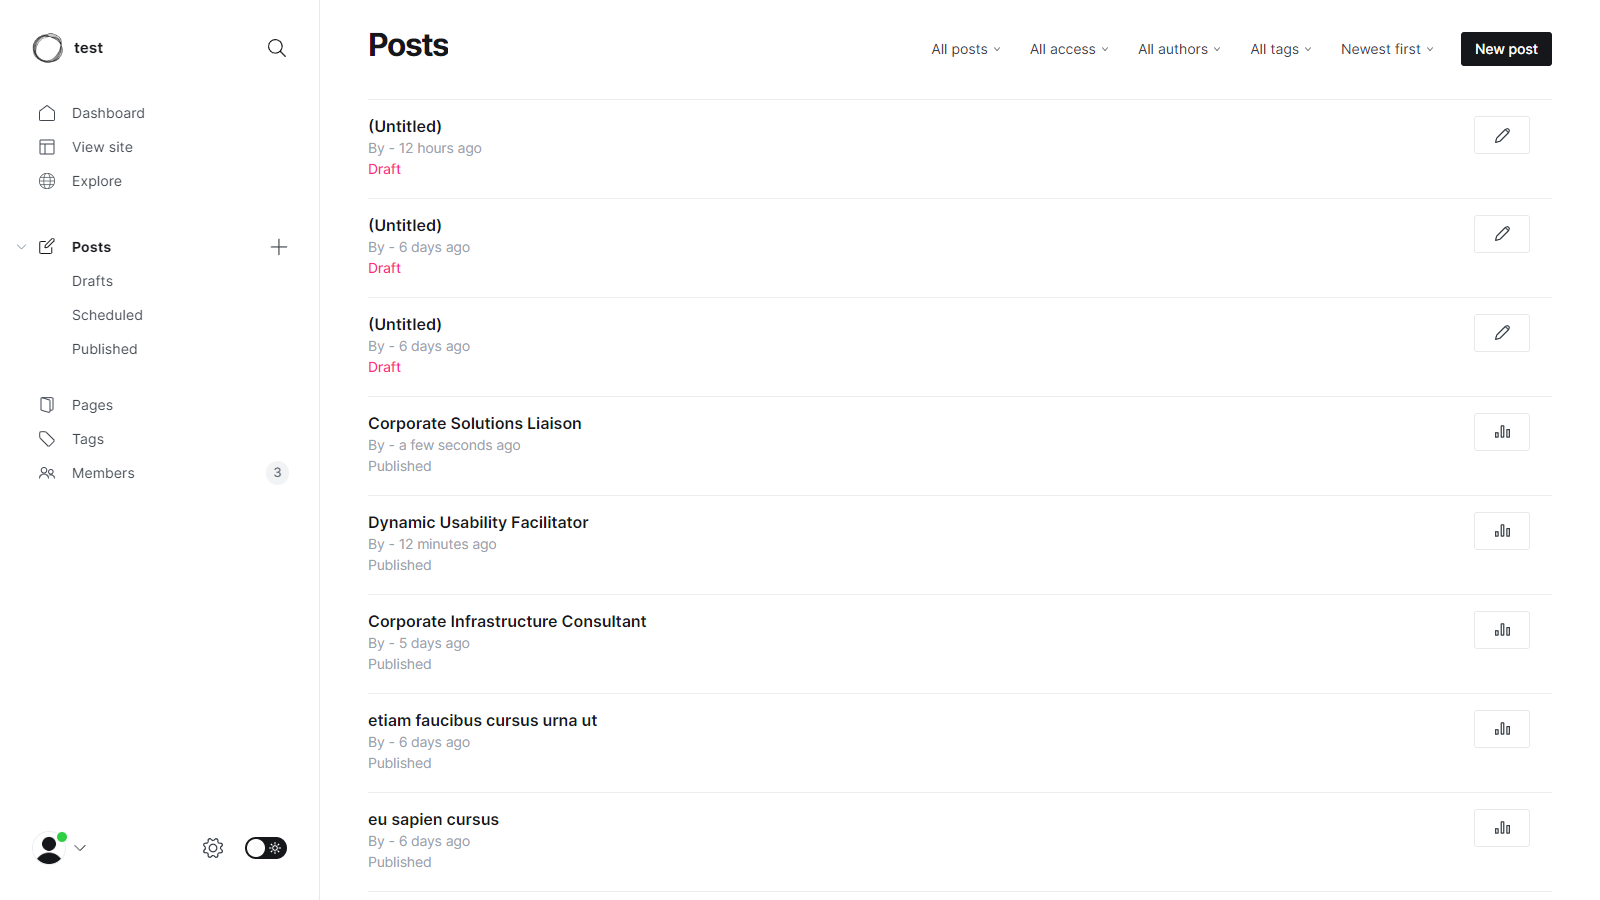 test
Dashboard
View site
Explore
Posts
Drafts
Scheduled
Published
Pages
Tags
Members 3
Posts
All posts All access All authors All tags Newest first New post
(Untitled)
By - 12 hours ago
Draft
(Untitled)
By - 6 days ago
Draft
(Untitled)
By - 6 days ago
Draft
Corporate Solutions Liaison
By - a few seconds ago
Published
Dynamic Usability Facilitator
By - 12 minutes ago
Published
Corporate Infrastructure Consultant
By - 5 days ago
Published
etiam faucibus cursus urna ut
By - 6 days ago
Published
eu sapien cursus
By - 6 days ago
Published